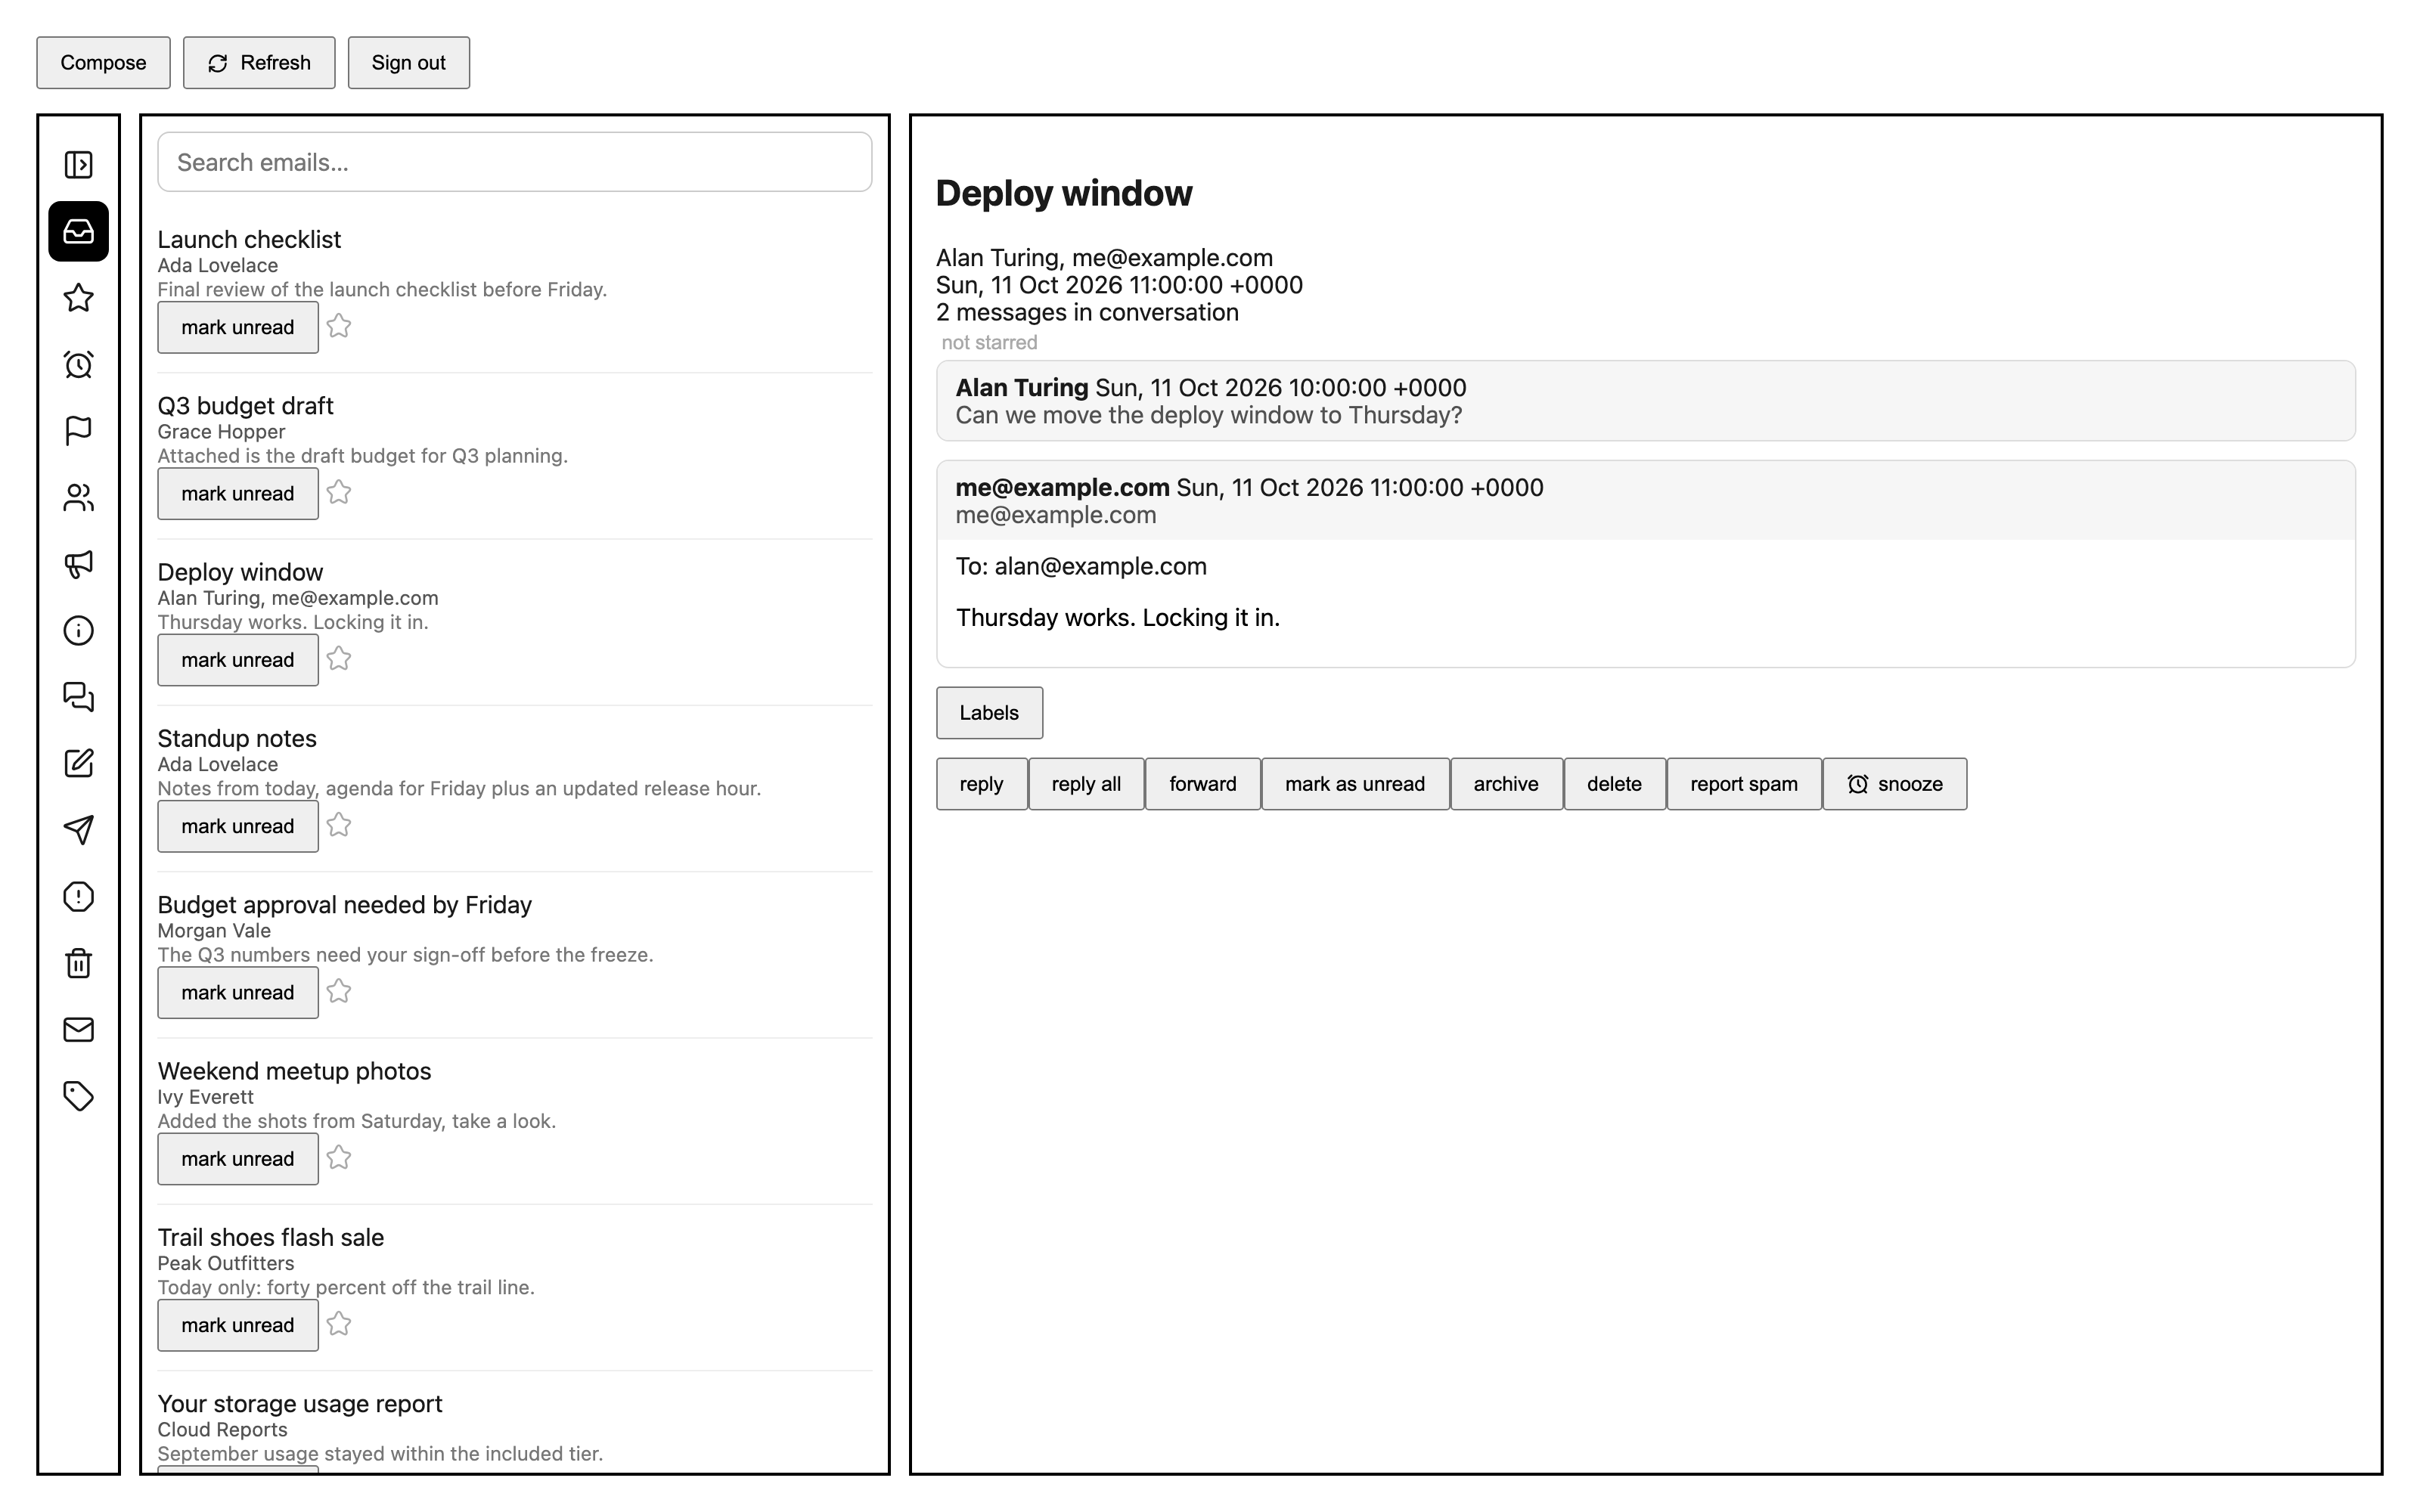 Compose
Refresh
Sign out
Search emails...
Launch checklist
Ada Lovelace
Final review of the launch checklist before Friday.
mark unread
Q3 budget draft
Grace Hopper
Attached is the draft budget for Q3 planning.
mark unread
Deploy window
Alan Turing, me@example.com
Thursday works. Locking it in.
mark unread
Standup notes
Ada Lovelace
Notes from today, agenda for Friday plus an updated release hour.
mark unread
Budget approval needed by Friday
Morgan Vale
The Q3 numbers need your sign-off before the freeze.
mark unread
Weekend meetup photos
Ivy Everett
Added the shots from Saturday, take a look.
mark unread
Trail shoes flash sale
Peak Outfitters
Today only: forty percent off the trail line.
mark unread
Your storage usage report
Cloud Reports
September usage stayed within the included tier.
Deploy window
Alan Turing, me@example.com
Sun, 11 Oct 2026 11:00:00 +0000
2 messages in conversation
not starred
Alan Turing Sun, 11 Oct 2026 10:00:00 +0000
Can we move the deploy window to Thursday?
me@example.com Sun, 11 Oct 2026 11:00:00 +0000
me@example.com
To: alan@example.com
Thursday works. Locking it in.
Labels
reply
reply all
forward
mark as unread
archive
delete
report spam
snooze